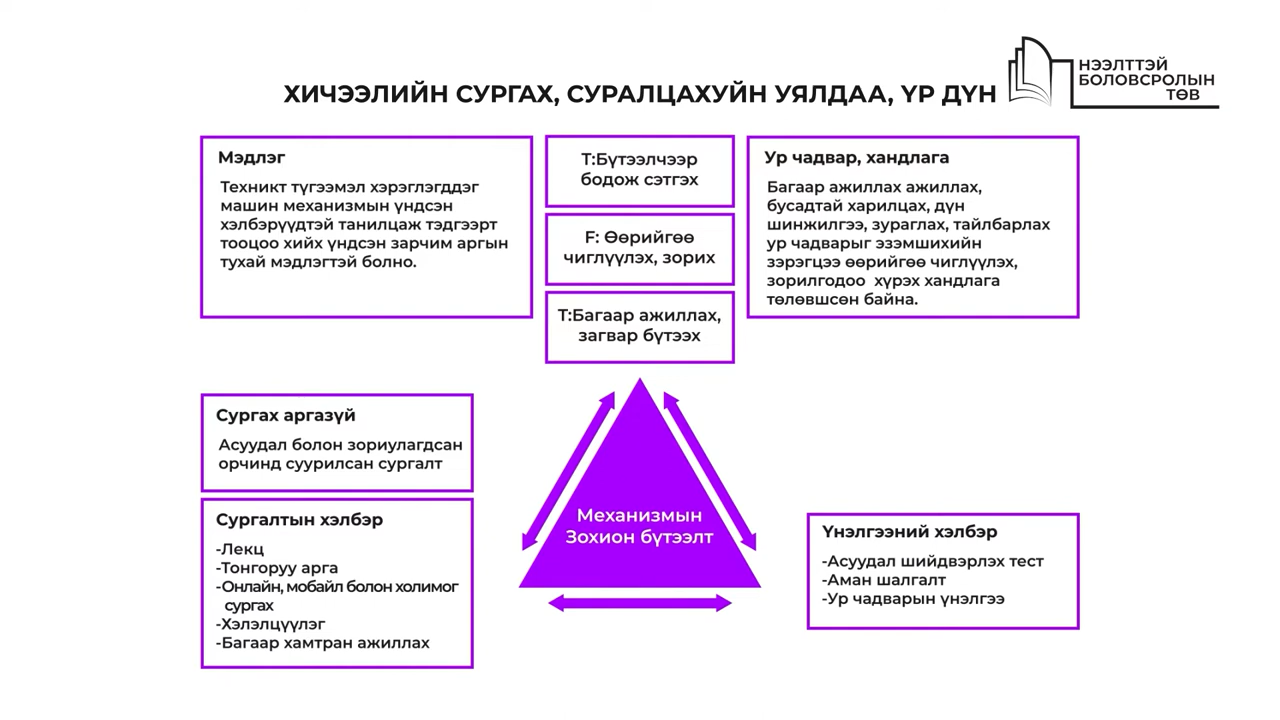 НЭЭЛТТЭЙ
БОЛОВСРОЛЫН
ТӨВ
ХИЧЭЭЛИЙН СУРГАХ, СУРАЛЦАХУЙН УЯЛДАА, ҮР ДҮН
Мэдлэг
Техникт түгээмэл хэрэглэгддэг
машин механизмын үндсэн
хэлбэрүүдтэй танилцаж тэдгээрт
тооцоо хийх үндсэн зарчим аргын
тухай мэдлэгтэй болно.
T:Бүтээлчээр
бодож сэтгэх
F: Өөрийгөө
чиглүүлэх, зорих
T:Багаар ажиллах,
загвар бүтээх
Ур чадвар, хандлага
Багаар ажиллах ажиллах,
бусадтай харилцах, дүн
шинжилгээ, зураглах, тайлбарлах
ур чадварыг эзэмшихийн
зэрэгцээ өөрийгөө чиглүүлэх,
зорилгодоо хүрэх хандлага
төлөвшсөн байна.
Сургах аргазүй
Асуудал болон зориулагдсан
орчинд суурилсан сургалт
Сургалтын хэлбэр
-Лекц
-Тонгоруу арга
-Онлайн, мобайл болон холимог
сургах
-Хэлэлцүүлэг
-Багаар хамтран ажиллах
Механизмын
Зохион бүтээлт
Үнэлгээний хэлбэр
-Асуудал шийдвэрлэх тест
-Аман шалгалт
-Ур чадварын үнэлгээ